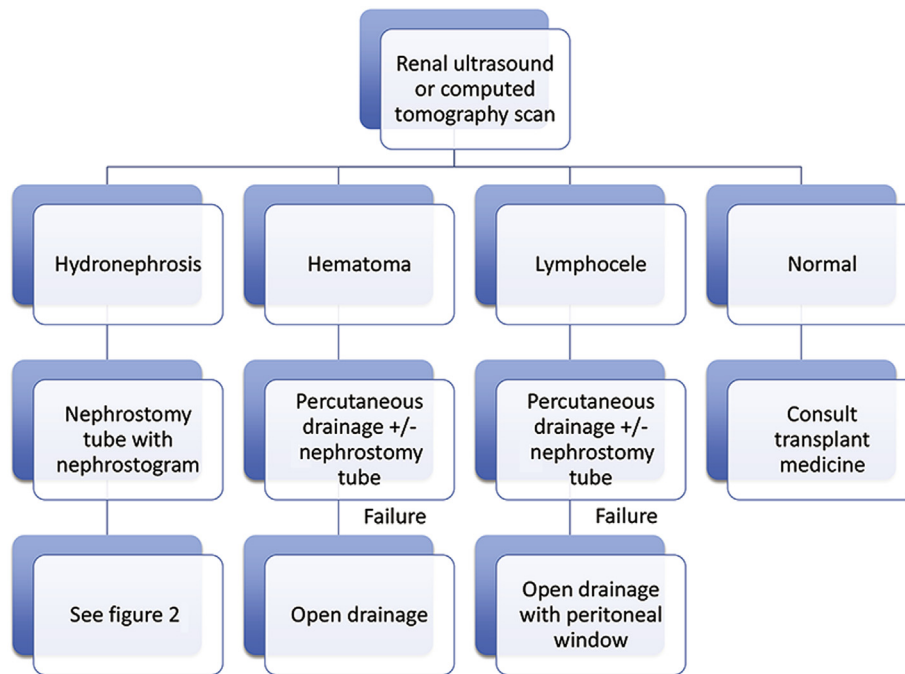 Renal ultrasound
or computed
tomography scan
Hydronephrosis
Hematoma
Lymphocele
Normal
Nephrostomy
tube with
nephrostogram
Percutaneous
drainage +/-
nephrostomy
tube
Percutaneous
drainage +/-
nephrostomy
tube
Consult
transplant
medicine
Failure
Failure
See figure 2
Open drainage
Open drainage
with peritoneal
window